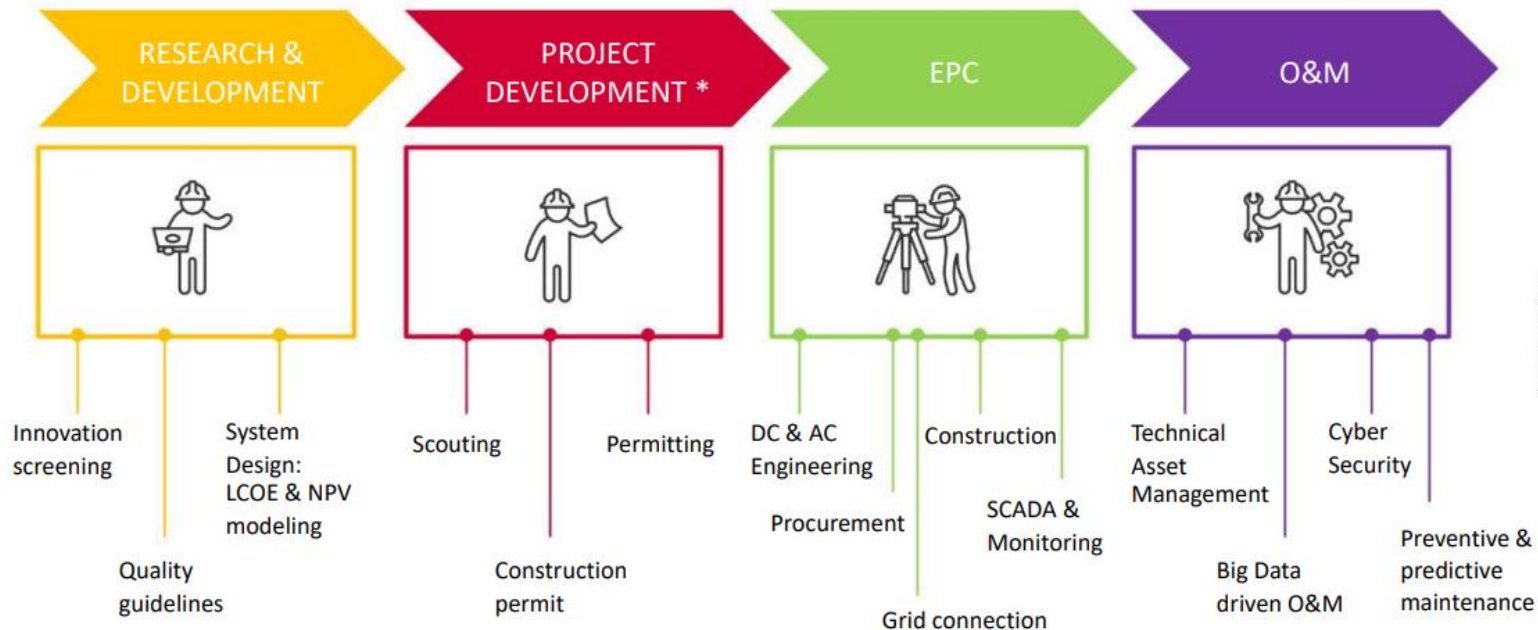 RESEARCH &
DEVELOPMENT
PROJECT
DEVELOPMENT *
EPC
O&M
Innovation
screening
Quality
guidelines
System
Design:
LCOE & NPV
modeling
Scouting
Construction
permit
Permitting
DC & AC
Engineering
Procurement
Grid connection
Construction
SCADA &
Monitoring
Technical
Asset
Management
Big Data
driven O&M
Cyber
Security
Preventive &
predictive
maintenance